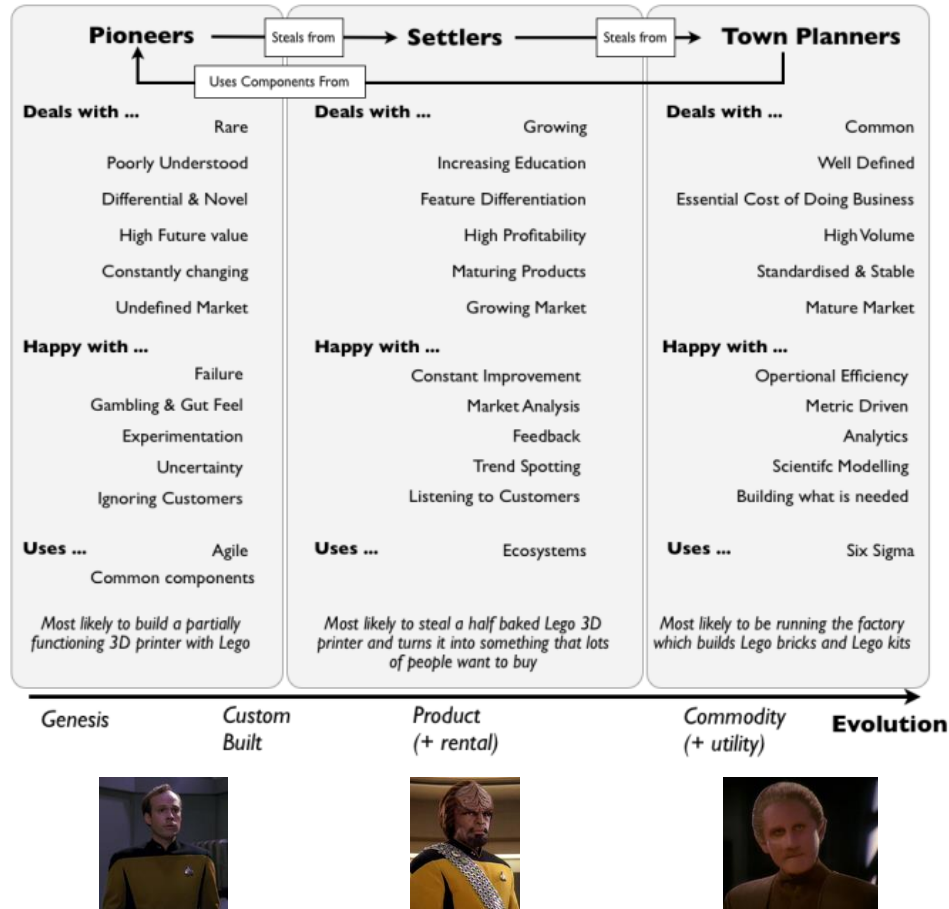 Pioneers
Steals from
Settlers
Steals from
Town Planners
Uses Components From
Deals with ...
Rare
Poorly Understood
Differential & Novel
High Future value
Constantly changing
Undefined Market
Happy with ...
Failure
Gambling & Gut Feel
Experimentation
Uncertainty
Ignoring Customers
Uses ...
Agile
Common components
Most likely to build a partially
functioning 3D printer with Lego
Deals with ...
Growing
Increasing Education
Feature Differentiation
High Profitability
Maturing Products
Growing Market
Happy with ...
Constant Improvement
Market Analysis
Feedback
Trend Spotting
Listening to Customers
Uses ...
Ecosystems
Most likely to steal a half baked Lego 3D
printer and turns it into something that lots
of people want to buy
Deals with ...
Common
Well Defined
Essential Cost of Doing Business
High Volume
Standardised & Stable
Mature Market
Happy with ...
Opertional Efficiency
Metric Driven
Analytics
Scientifc Modelling
Building what is needed
Uses ...
Six Sigma
Most likely to be running the factory
which builds Lego bricks and Lego kits
Genesis
Custom
Built
Product
(+ rental)
Commodity
(+ utility)
Evolution